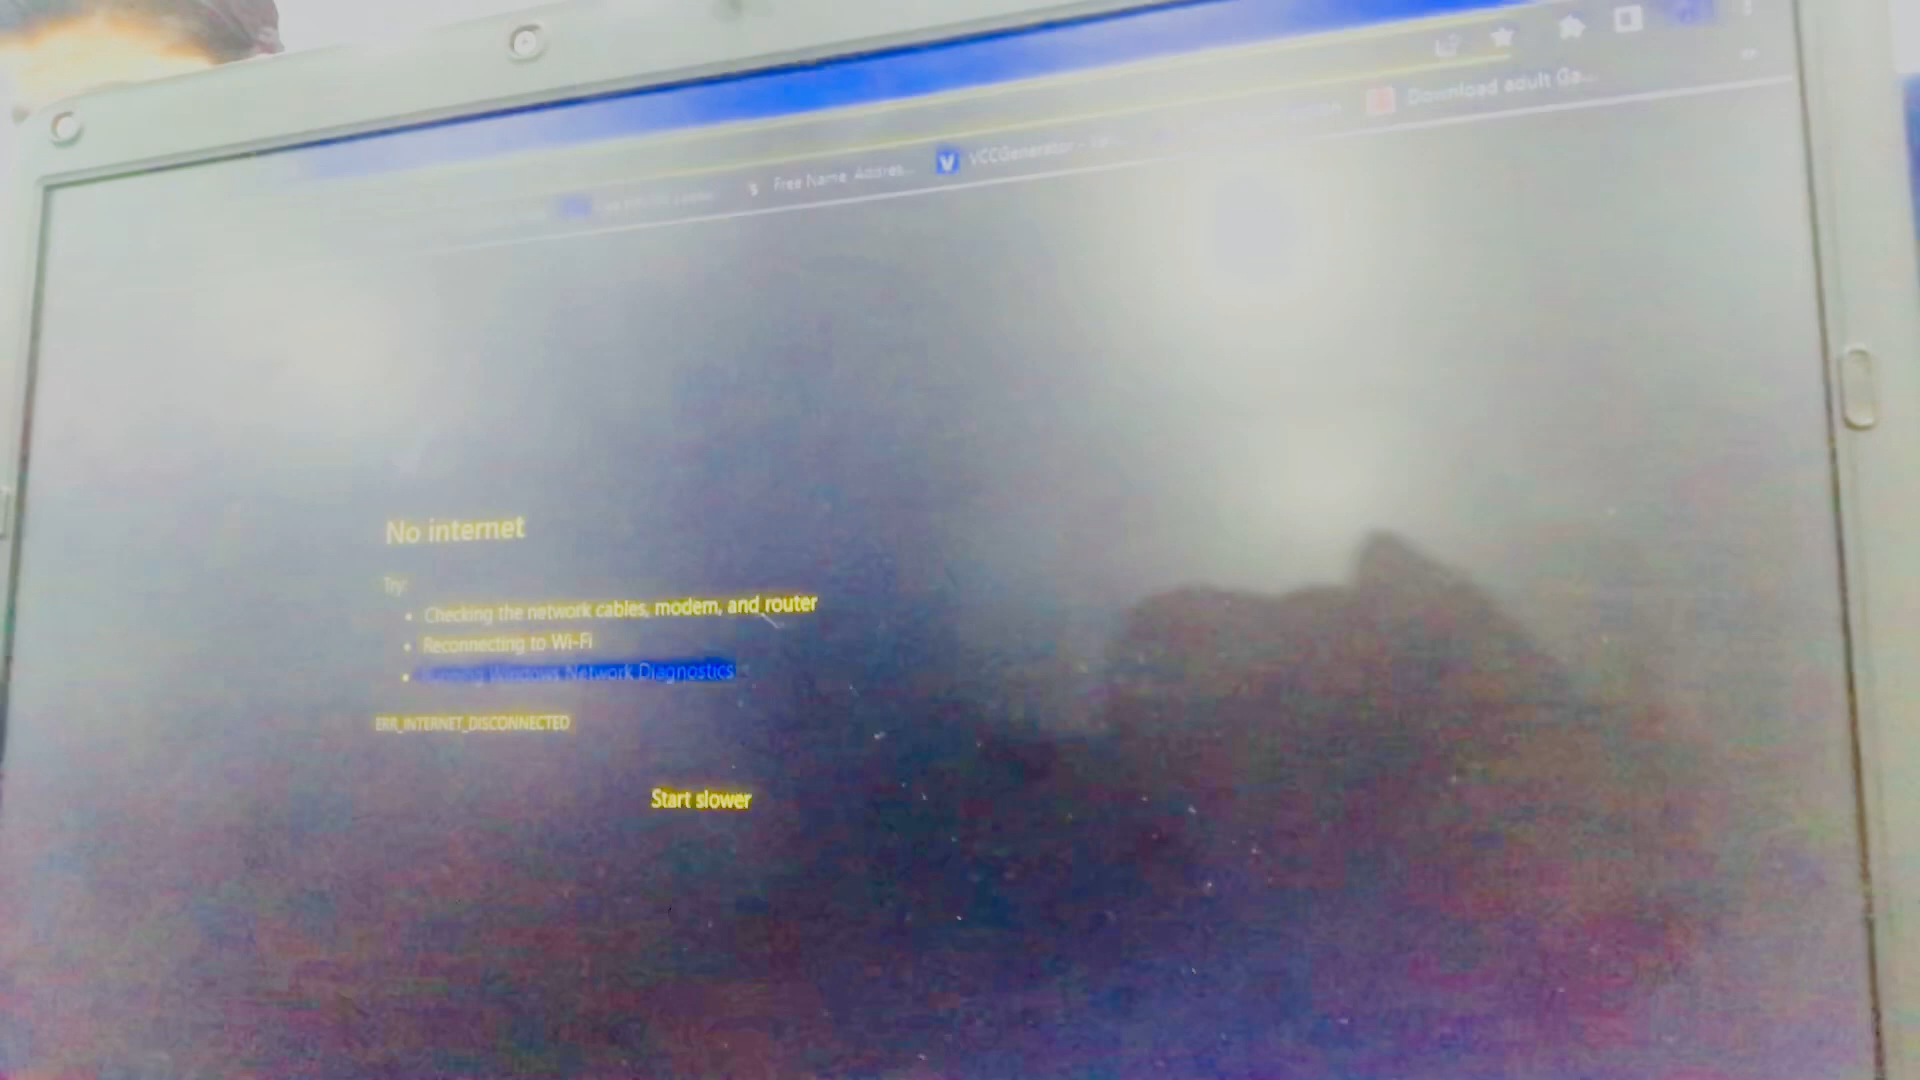 Download adult Ga...
Free Name, Addres...
VCCGenerator -
No internet
Try:
• Checking the network cables, modem, and router
• Reconnecting to Wi-Fi
• Running Windows Network Diagnostics
ERR_INTERNET_DISCONNECTED
Start slower